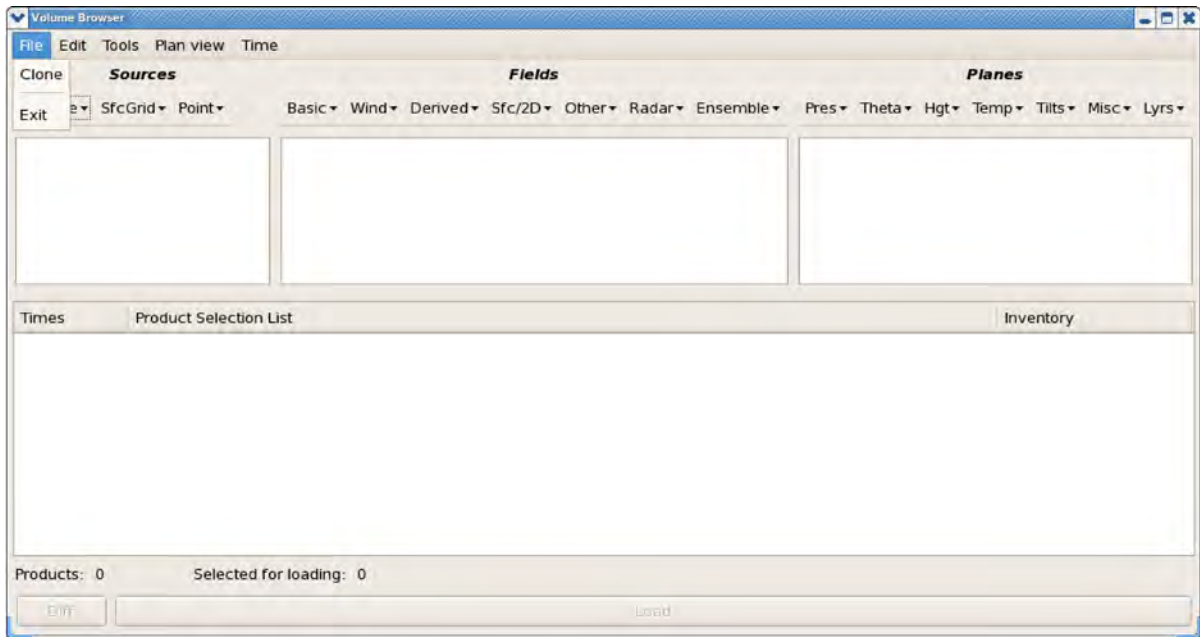 Volume Browser
File Edit Tools Plan view Time
Clone Sources Fields Planes
Exit e SfcGrid Point Basic Wind Derived Sfc/2D Other Radar Ensemble Pres Theta Hgt Temp Tilts Misc Lyrs
Times Product Selection List Inventory
Products: 0 Selected for loading: 0
Diff Load